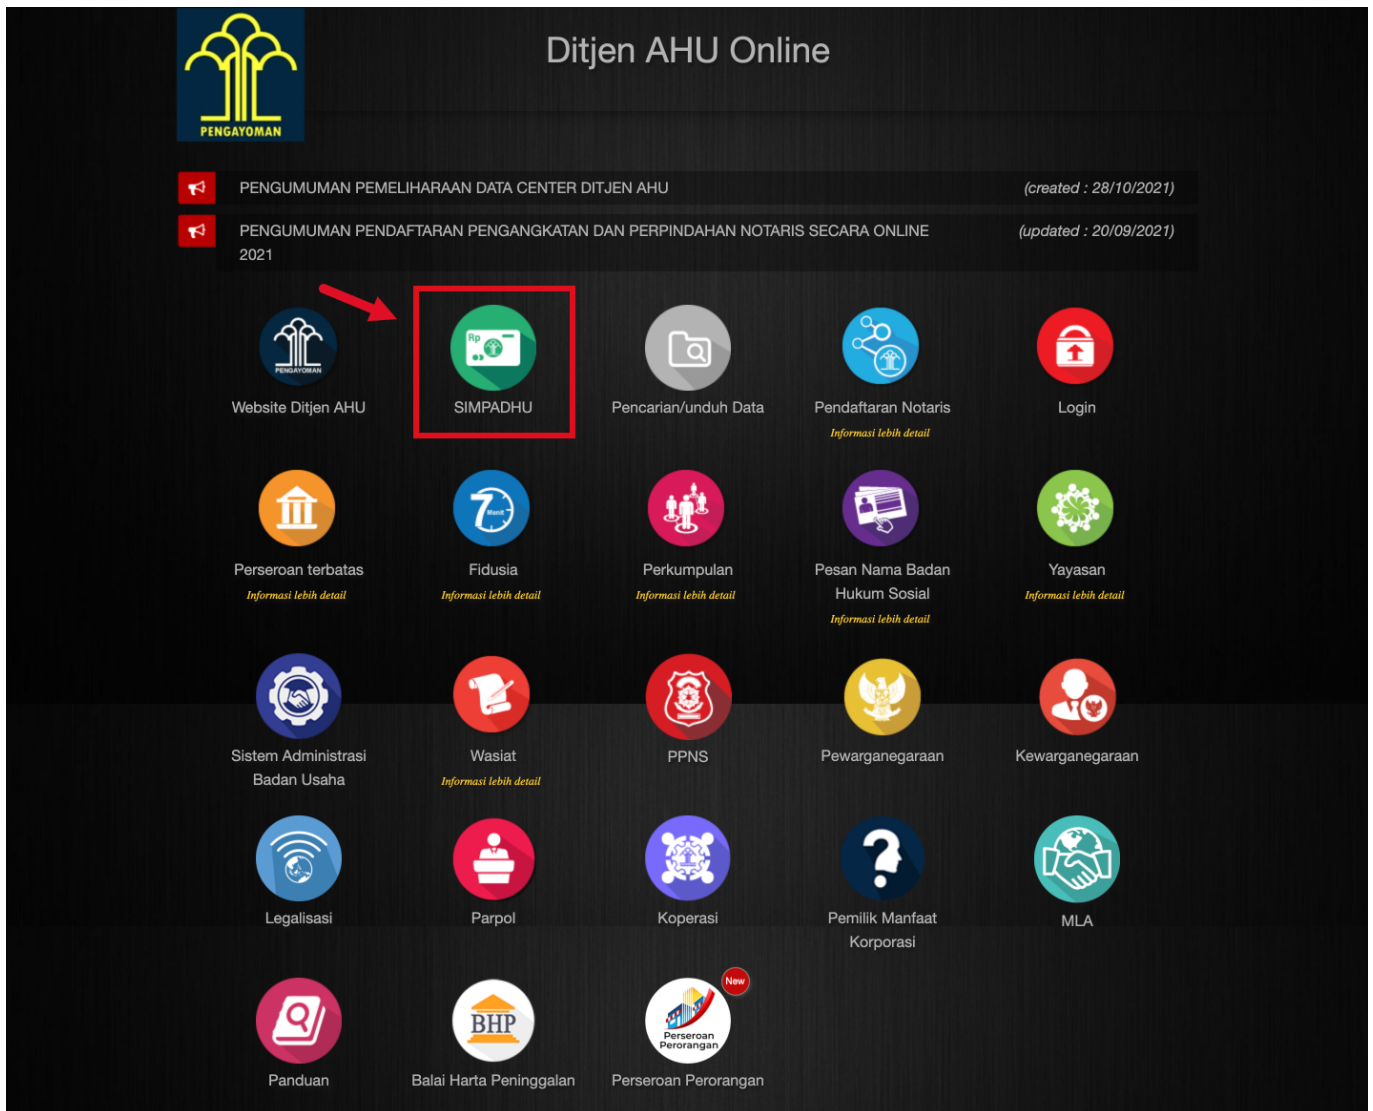 Ditjen AHU Online
PENGAYOMAN
PENGUMUMAN PEMELIHARAAN DATA CENTER DITJEN AHU (created : 28/10/2021)
PENGUMUMAN PENDAFTARAN PENGANGKATAN DAN PERPINDAHAN NOTARIS SECARA ONLINE (updated : 20/09/2021)
2021
PENGAYOMAN
Rp
Website Ditjen AHU
SIMPADHU
Pencarian/unduh Data
Pendaftaran Notaris
Informasi lebih detail
Login
7 Menit
Perseroan terbatas
Informasi lebih detail
Fidusia
Informasi lebih detail
Perkumpulan
Informasi lebih detail
Pesan Nama Badan
Hukum Sosial
Informasi lebih detail
Yayasan
Informasi lebih detail
Sistem Administrasi
Badan Usaha
Wasiat
Informasi lebih detail
PPNS
Pewarganegaraan
Kewarganegaraan
Legalisasi
Parpol
Koperasi
?
Pemilik Manfaat
Korporasi
MLA
Panduan
BHP
Balai Harta Peninggalan
New
Perseroan
Perorangan
Perseroan Perorangan